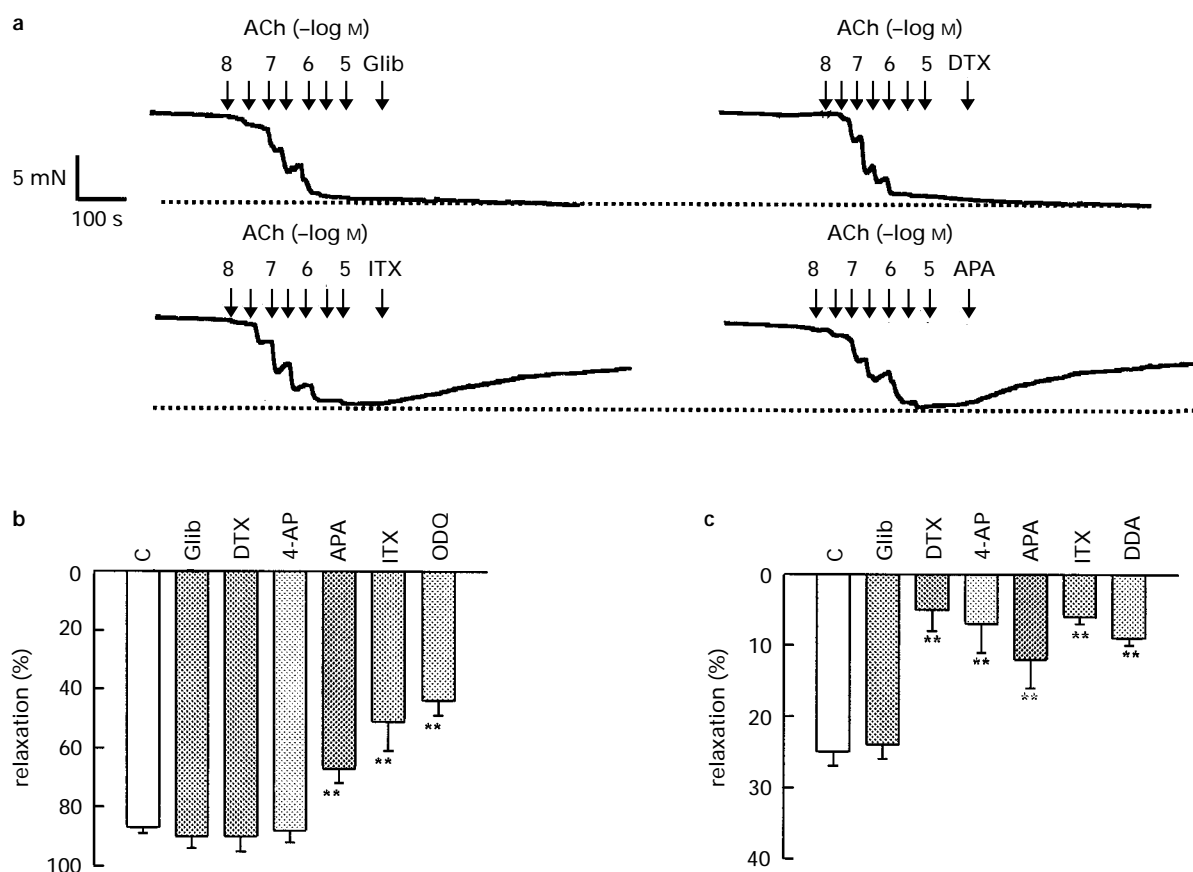 a
ACh (–log M)
8 7 6 5 Glib
ACh (–log M)
8 7 6 5 DTX
5 mN
100 s
ACh (–log M)
8 7 6 5 ITX
ACh (–log M)
8 7 6 5 APA
b
C Glib DTX 4-AP APA ITX ODQ
0
20
40
60
80
100
relaxation (%)
** ** **
c
C Glib DTX 4-AP APA ITX DDA
0
10
20
30
40
relaxation (%)
** ** ** ** **